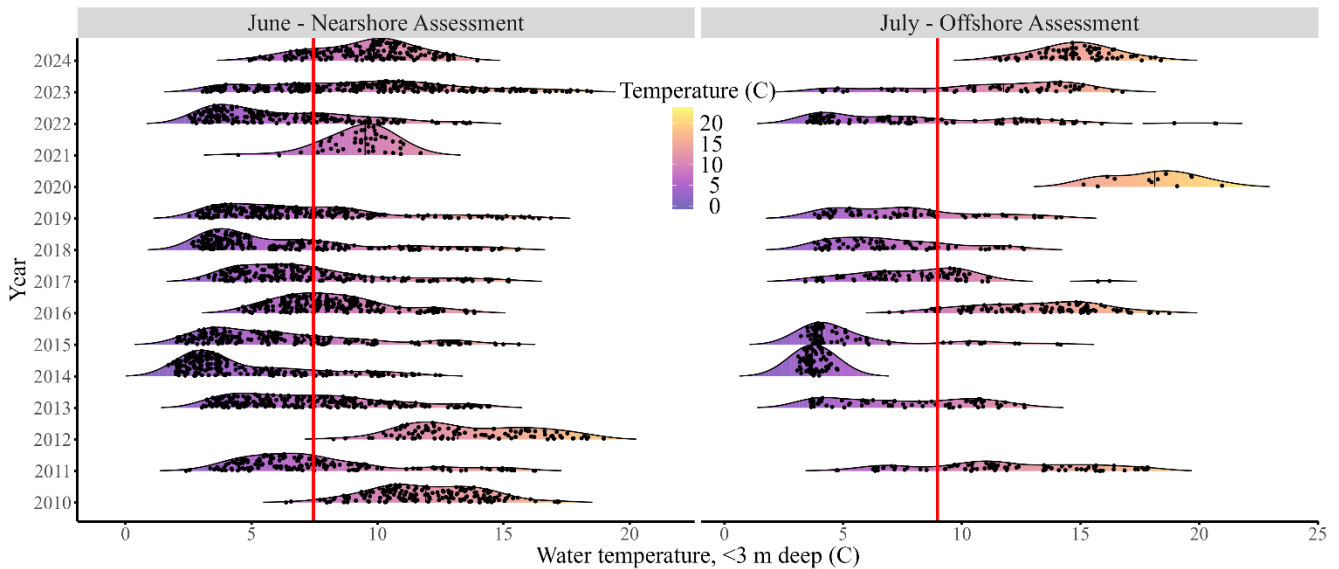 June - Nearshore Assessment
July - Offshore Assessment
Year
2024
2023
2022
2021
2020
2019
2018
2017
2016
2015
2014
2013
2012
2011
2010
Temperature (C)
20
15
10
5
0
0 5 10 15 20
0 5 10 15 20 25
Water temperature, <3 m deep (C)